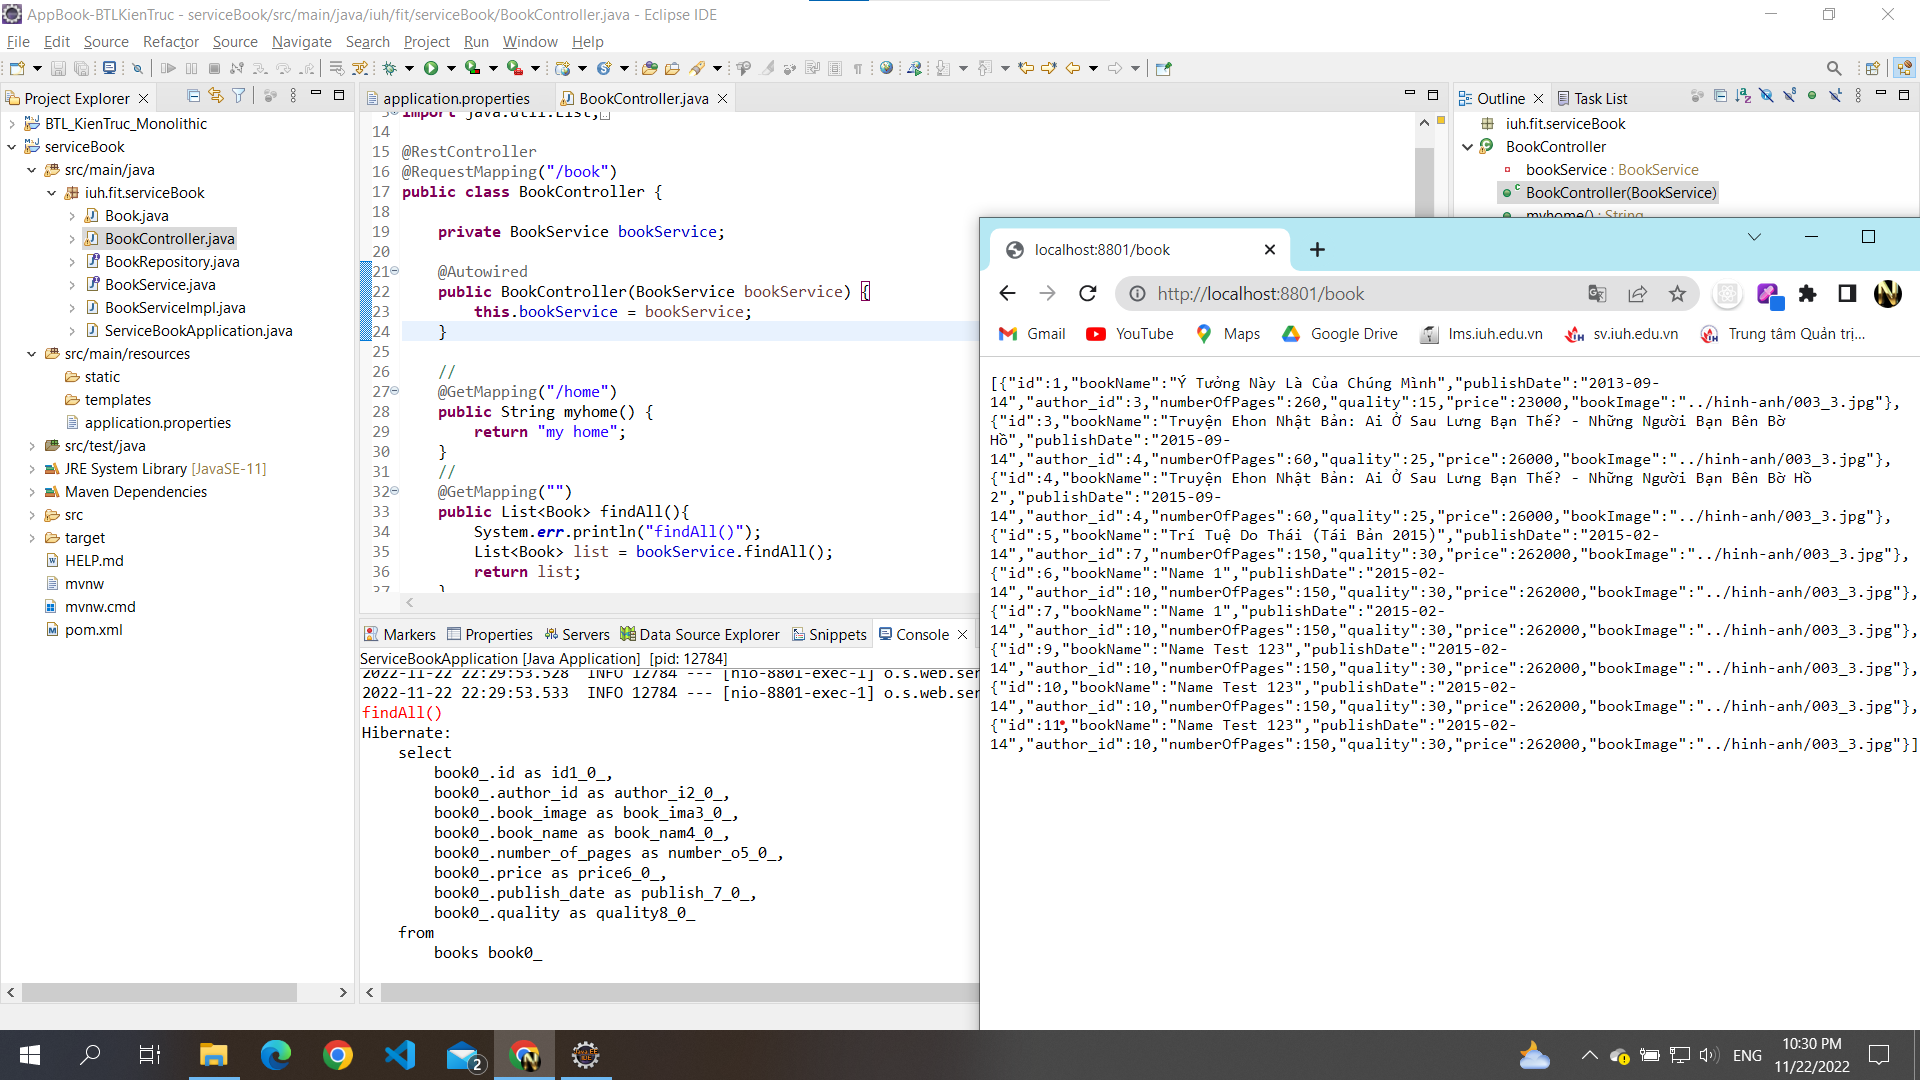 AppBook-BTLKienTruc - serviceBook/src/main/java/iuh/fit/serviceBook/BookController.java - Eclipse IDE
File Edit Source Refactor Source Navigate Search Project Run Window Help
Project Explorer
BTL_KienTruc_Monolithic
serviceBook
src/main/java
iuh.fit.serviceBook
Book.java
BookController.java
BookRepository.java
BookService.java
BookServiceImpl.java
ServiceBookApplication.java
src/main/resources
static
templates
application.properties
src/test/java
JRE System Library [JavaSE-11]
Maven Dependencies
src
target
HELP.md
mvnw
mvnw.cmd
pom.xml
application.properties BookController.java
import java.util.List;
14
15 @RestController
16 @RequestMapping("/book")
17 public class BookController {
18
19 private BookService bookService;
20
21 @Autowired
22 public BookController(BookService bookService) {
23 this.bookService = bookService;
24 }
25
26 //
27 @GetMapping("/home")
28 public String myhome() {
29 return "my home";
30 }
31 //
32 @GetMapping("")
33 public List<Book> findAll(){
34 System.err.println("findAll()");
35 List<Book> list = bookService.findAll();
36 return list;
37 }
Markers Properties Servers Data Source Explorer Snippets Console
ServiceBookApplication [Java Application] [pid: 12784]
2022-11-22 22:29:53.528 INFO 12784 --- [nio-8801-exec-1] o.s.web.ser
2022-11-22 22:29:53.533 INFO 12784 --- [nio-8801-exec-1] o.s.web.ser
findAll()
Hibernate:
select
book0_.id as id1_0_,
book0_.author_id as author_i2_0_,
book0_.book_image as book_ima3_0_,
book0_.book_name as book_nam4_0_,
book0_.number_of_pages as number_o5_0_,
book0_.price as price6_0_,
book0_.publish_date as publish_7_0_,
book0_.quality as quality8_0_
from
books book0_
Outline Task List
iuh.fit.serviceBook
BookController
bookService : BookService
BookController(BookService)
myhome() : String
localhost:8801/book
http://localhost:8801/book
Gmail YouTube Maps Google Drive lms.iuh.edu.vn sv.iuh.edu.vn Trung tâm Quản trị...
[{"id":1,"bookName":"Ý Tưởng Này Là Của Chúng Mình","publishDate":"2013-09-
14","author_id":3,"numberOfPages":260,"quality":15,"price":23000,"bookImage":"../hinh-anh/003_3.jpg"},
{"id":3,"bookName":"Truyện Ehon Nhật Bản: Ai Ở Sau Lưng Bạn Thế? - Những Người Bạn Bên Bờ
Hồ","publishDate":"2015-09-
14","author_id":4,"numberOfPages":60,"quality":25,"price":26000,"bookImage":"../hinh-anh/003_3.jpg"},
{"id":4,"bookName":"Truyện Ehon Nhật Bản: Ai Ở Sau Lưng Bạn Thế? - Những Người Bạn Bên Bờ Hồ
2","publishDate":"2015-09-
14","author_id":4,"numberOfPages":60,"quality":25,"price":26000,"bookImage":"../hinh-anh/003_3.jpg"},
{"id":5,"bookName":"Trí Tuệ Do Thái (Tái Bản 2015)","publishDate":"2015-02-
14","author_id":7,"numberOfPages":150,"quality":30,"price":262000,"bookImage":"../hinh-anh/003_3.jpg"},
{"id":6,"bookName":"Name 1","publishDate":"2015-02-
14","author_id":10,"numberOfPages":150,"quality":30,"price":262000,"bookImage":"../hinh-anh/003_3.jpg"},
{"id":7,"bookName":"Name 1","publishDate":"2015-02-
14","author_id":10,"numberOfPages":150,"quality":30,"price":262000,"bookImage":"../hinh-anh/003_3.jpg"},
{"id":9,"bookName":"Name Test 123","publishDate":"2015-02-
14","author_id":10,"numberOfPages":150,"quality":30,"price":262000,"bookImage":"../hinh-anh/003_3.jpg"},
{"id":10,"bookName":"Name Test 123","publishDate":"2015-02-
14","author_id":10,"numberOfPages":150,"quality":30,"price":262000,"bookImage":"../hinh-anh/003_3.jpg"},
{"id":11,"bookName":"Name Test 123","publishDate":"2015-02-
14","author_id":10,"numberOfPages":150,"quality":30,"price":262000,"bookImage":"../hinh-anh/003_3.jpg"}]
2
ENG
10:30 PM
11/22/2022